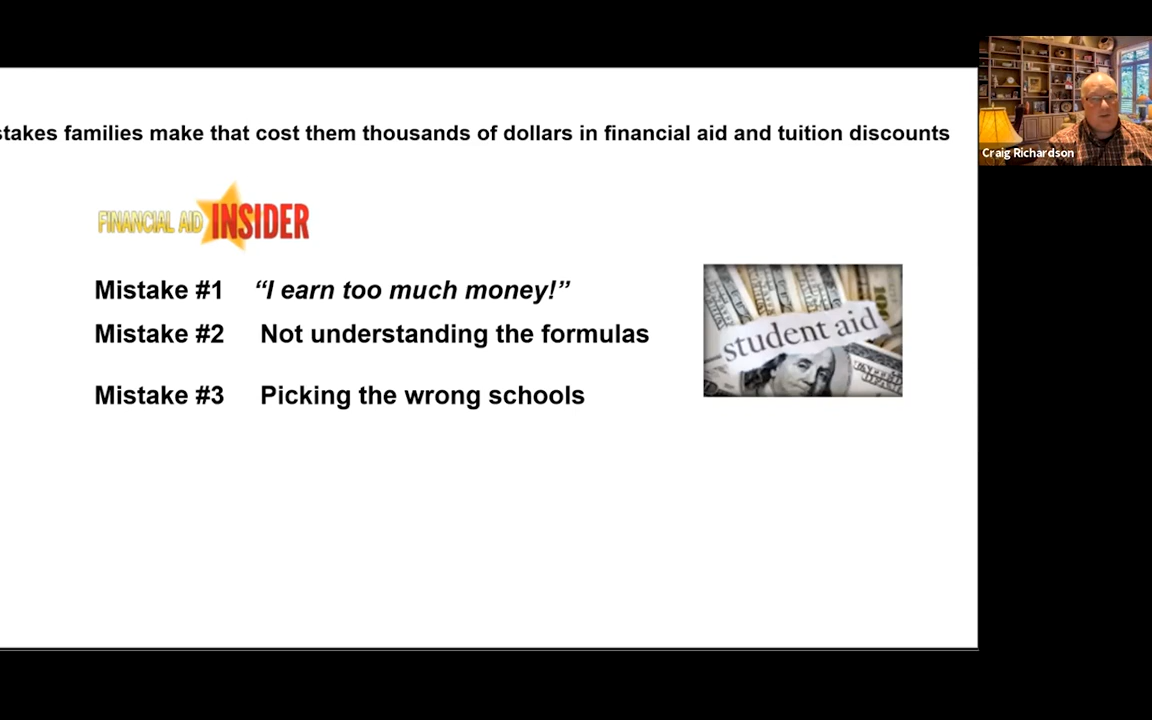 stakes families make that cost them thousands of dollars in financial aid and tuition discounts
Craig Richardson
FINANCIAL AID INSIDER
Mistake #1 “I earn too much money!”
Mistake #2 Not understanding the formulas
student aid
Mistake #3 Picking the wrong schools